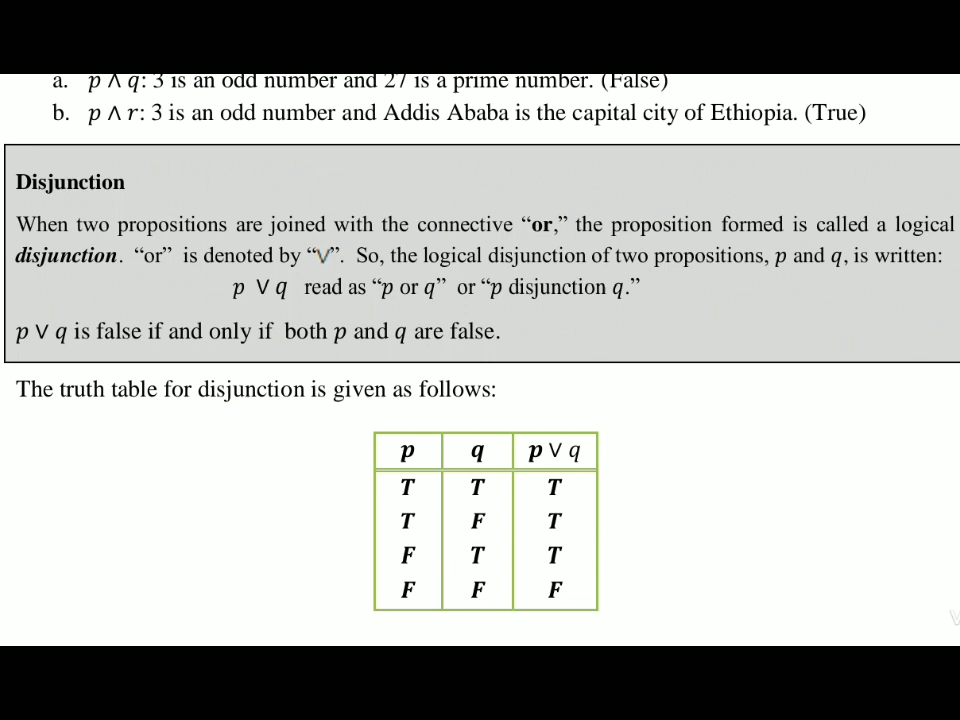 a. p ∧ q: 3 is an odd number and 27 is a prime number. (False)
b. p ∧ r: 3 is an odd number and Addis Ababa is the capital city of Ethiopia. (True)
Disjunction
When two propositions are joined with the connective “or,” the proposition formed is called a logical
disjunction. “or” is denoted by “∨”. So, the logical disjunction of two propositions, p and q, is written:
p ∨ q read as “p or q” or “p disjunction q.”
p ∨ q is false if and only if both p and q are false.
The truth table for disjunction is given as follows:
p q p ∨ q
T T T
T F T
F T T
F F F